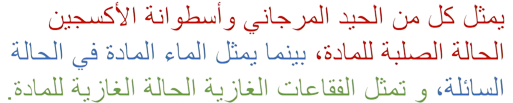 يمثل كل من الحيد المرجاني وأسطوانة الأكسجين
الحالة الصلبة للمادة، بينما يمثل الماء المادة في الحالة
السائلة، و تمثل الفقاعات الغازية الحالة الغازية للمادة.